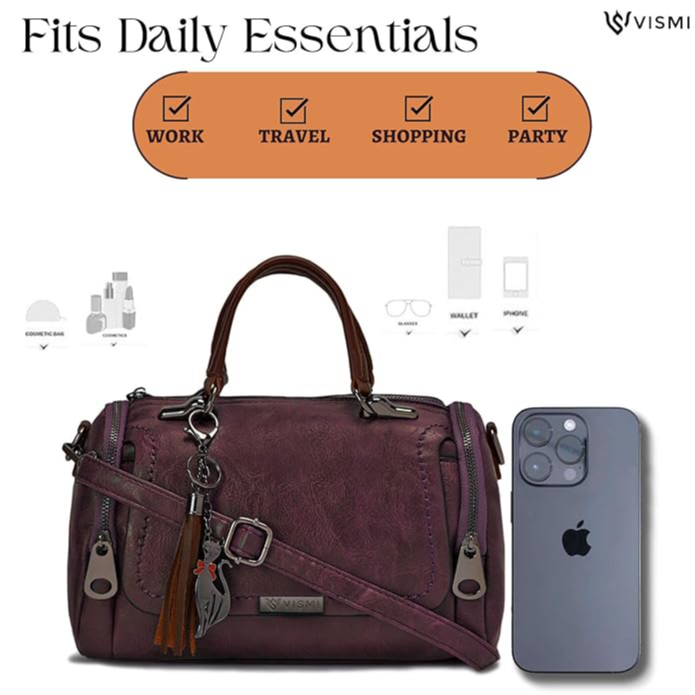 Fits Daily Essentials
VISMI
WORK TRAVEL SHOPPING PARTY
COSMETIC BAG
COSMETICS
GLASSES
WALLET
IPHONE
VISMI